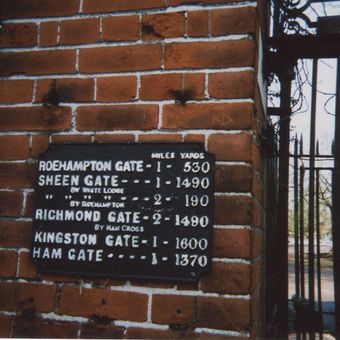 MILES YARDS
ROEHAMPTON GATE - 1 - 530
SHEEN GATE - - - 1 - 1490
BY WHITE LODGE
" " " " - - - 2 - 190
BY ROEHAMPTON
RICHMOND GATE - 2 - 1490
BY HAM CROSS
KINGSTON GATE - 1 - 1600
HAM GATE - - - - 1 - 1370